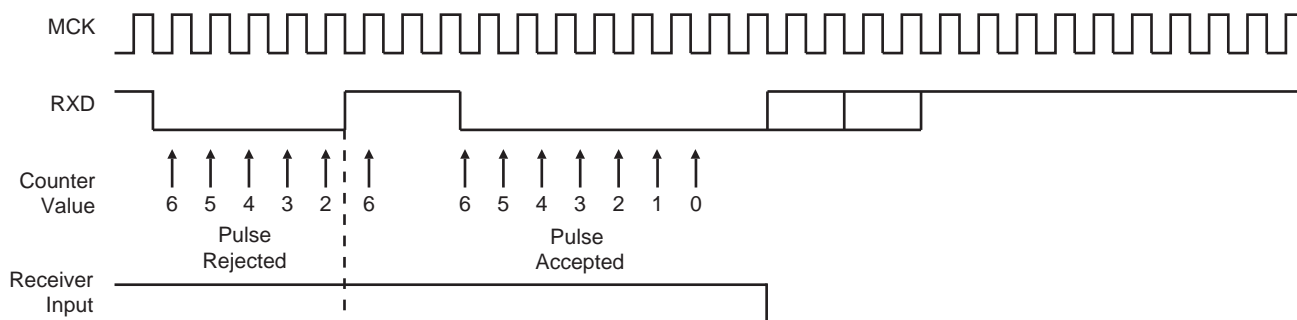 MCK
RXD
Counter
Value
6 5 4 3 2 6 6 5 4 3 2 1 0
Pulse
Rejected
Pulse
Accepted
Receiver
Input